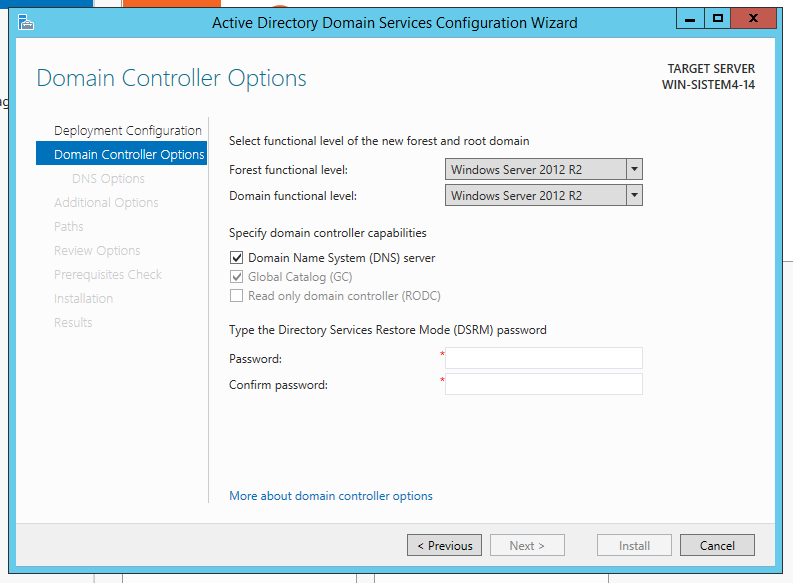 Active Directory Domain Services Configuration Wizard
Domain Controller Options
TARGET SERVER
WIN-SISTEM4-14
Deployment Configuration
Domain Controller Options
DNS Options
Additional Options
Paths
Review Options
Prerequisites Check
Installation
Results
Select functional level of the new forest and root domain
Forest functional level: Windows Server 2012 R2
Domain functional level: Windows Server 2012 R2
Specify domain controller capabilities
Domain Name System (DNS) server
Global Catalog (GC)
Read only domain controller (RODC)
Type the Directory Services Restore Mode (DSRM) password
Password: *
Confirm password: *
More about domain controller options
< Previous Next > Install Cancel